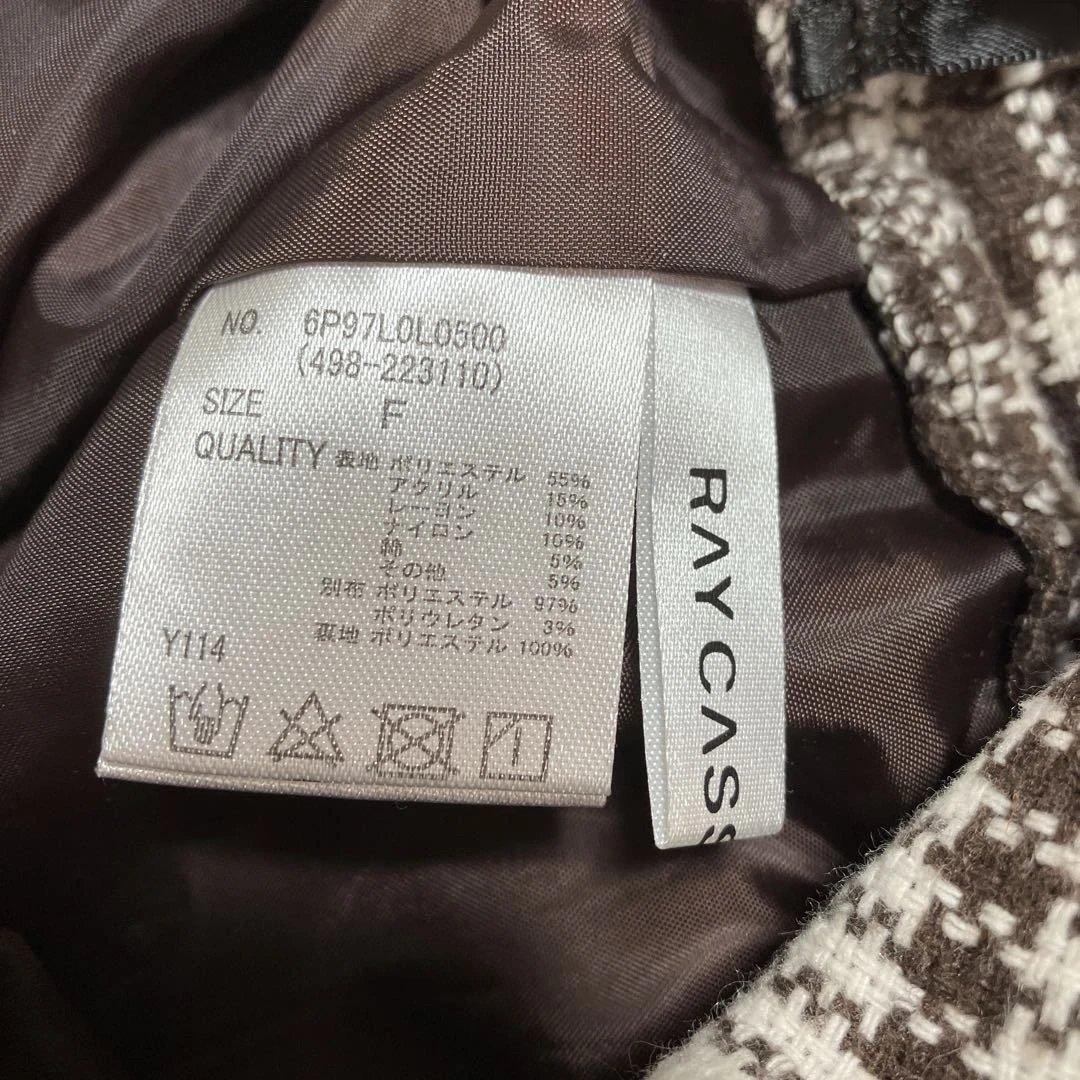 NO. 6P97L0L0500
(498-223110)
SIZE F
QUALITY 表地 ポリエステル 55%
アクリル 15%
レーヨン 10%
ナイロン 10%
綿 5%
その他 5%
別布 ポリエステル 97%
ポリウレタン 3%
裏地 ポリエステル 100%
Y114
RAY CASS